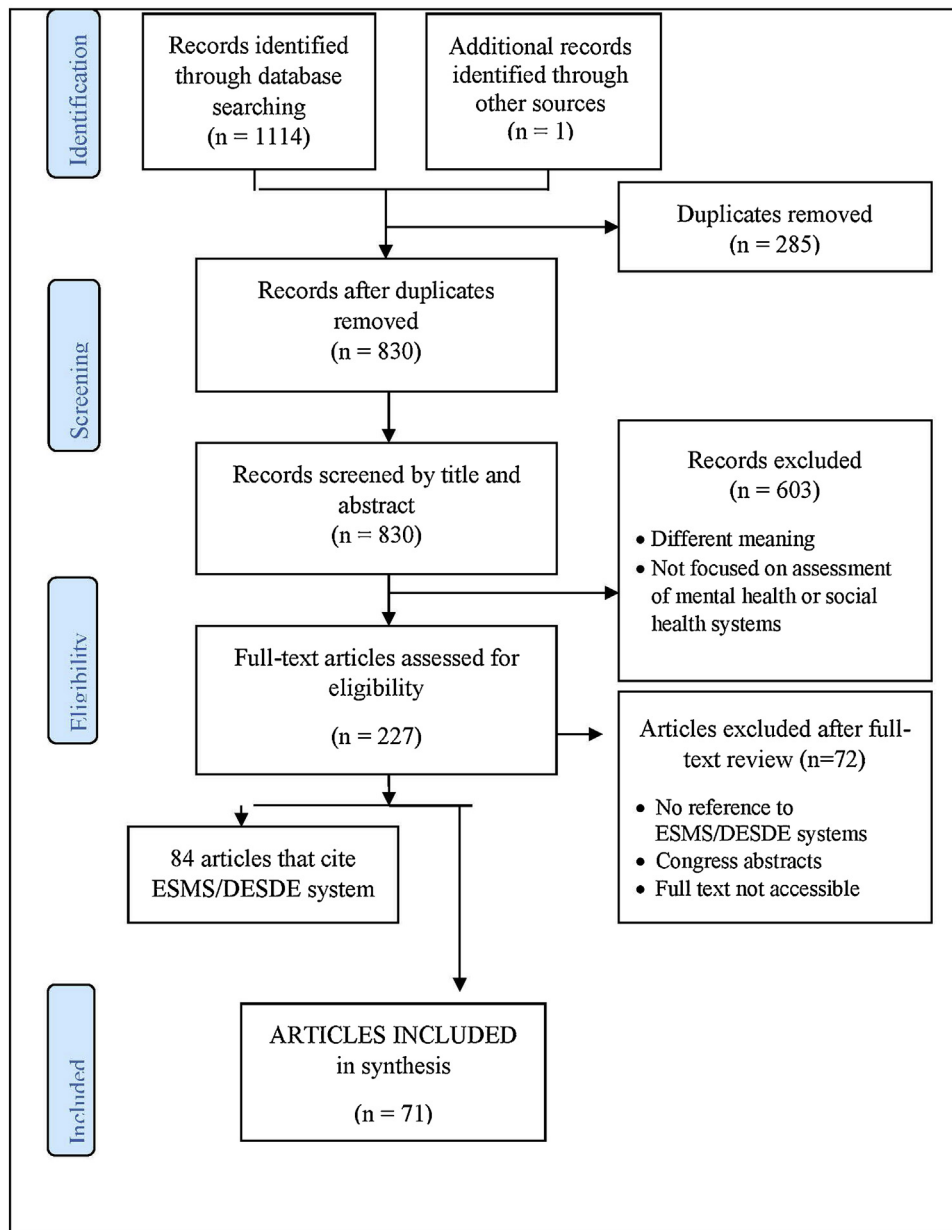 Identification
Records identified
through database
searching
(n = 1114)
Additional records
identified through
other sources
(n = 1)
Duplicates removed
(n = 285)
Screening
Records after duplicates
removed
(n = 830)
Records screened by title and
abstract
(n = 830)
Records excluded
(n = 603)
• Different meaning
• Not focused on assessment
of mental health or social
health systems
Eligibility
Full-text articles assessed for
eligibility
(n = 227)
Articles excluded after full-
text review (n=72)
• No reference to
ESMS/DESDE systems
• Congress abstracts
• Full text not accessible
84 articles that cite
ESMS/DESDE system
Included
ARTICLES INCLUDED
in synthesis
(n = 71)